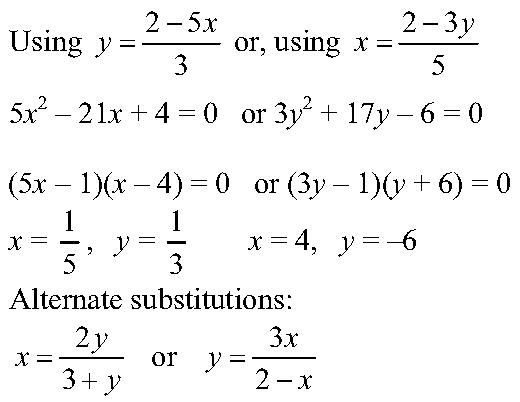 Using y = (2 − 5x)/3 or, using x = (2 − 3y)/5
5x² − 21x + 4 = 0 or 3y² + 17y − 6 = 0
(5x − 1)(x − 4) = 0 or (3y − 1)(y + 6) = 0
x = 1/5, y = 1/3 x = 4, y = −6
Alternate substitutions:
x = 2y/(3 + y) or y = 3x/(2 − x)